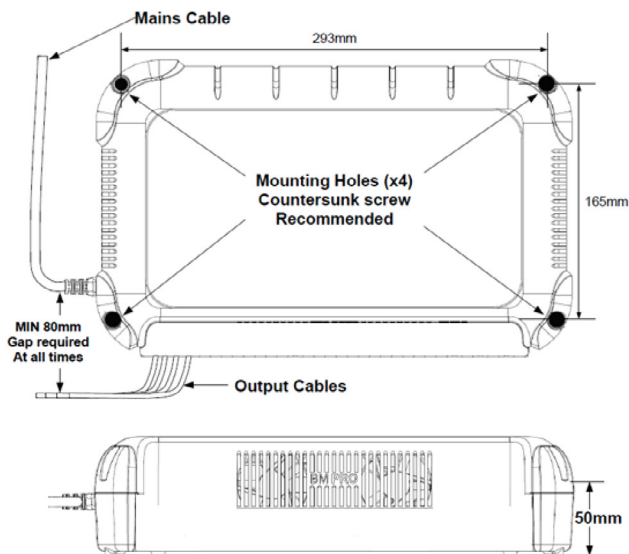 Mains Cable
293mm
Mounting Holes (x4)
Countersunk screw
Recommended
165mm
MIN 80mm
Gap required
At all times
Output Cables
BM PRO
50mm